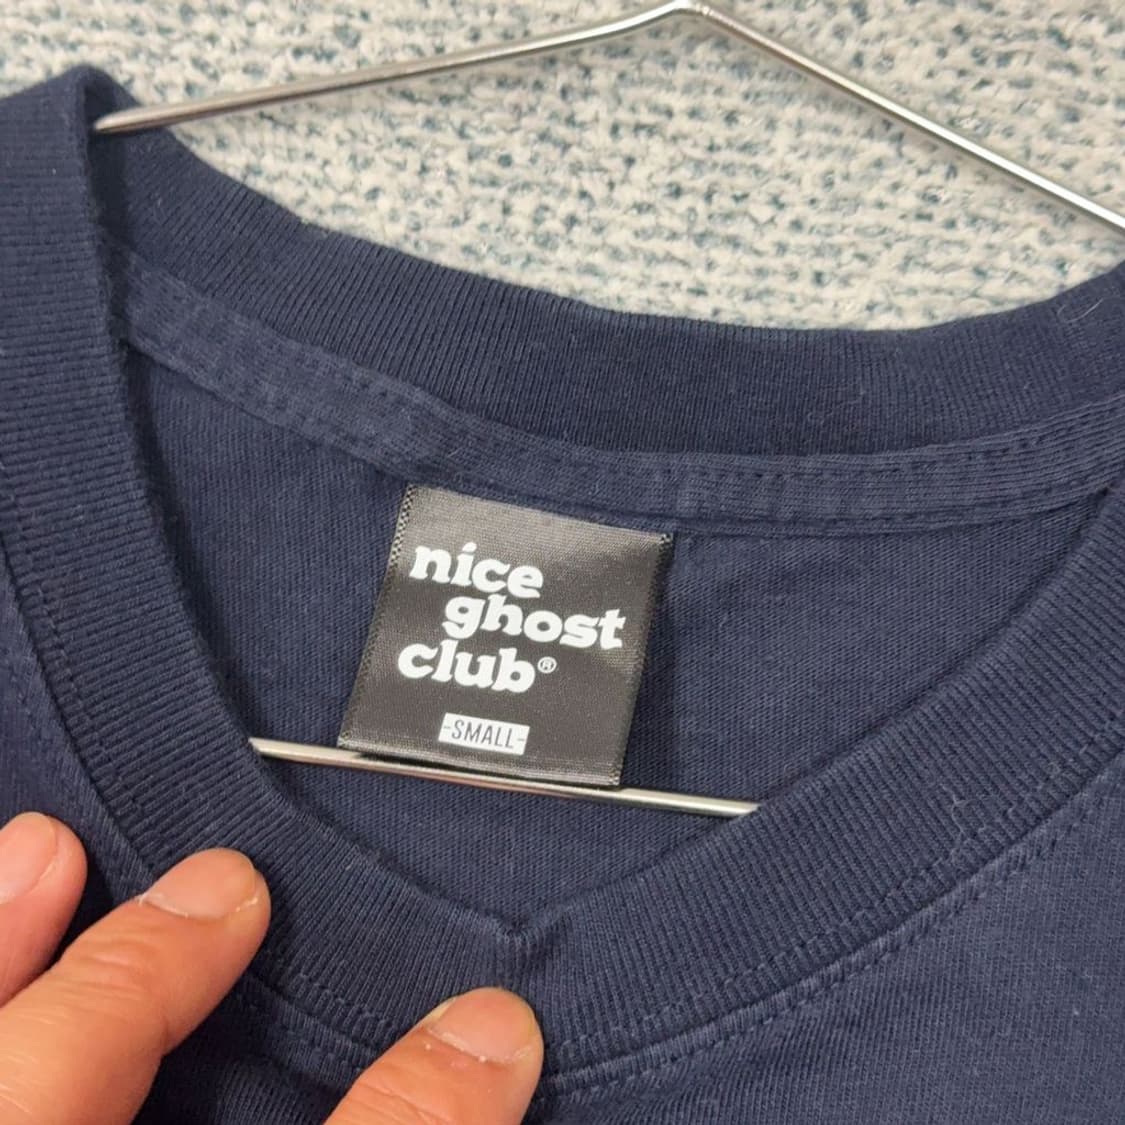 nice
ghost
club®
-SMALL-